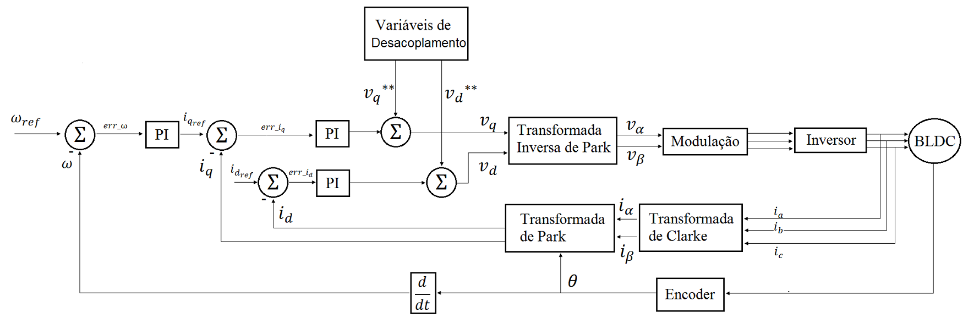 Variáveis de
Desacoplamento
v_q** v_d**
ω_ref Σ err_ω PI i_q_ref Σ err_i_q PI Σ v_q
- ω
- i_q
Transformada
Inversa de Park
v_α
v_β
Modulação
Inversor
BLDC
i_d_ref Σ err_i_d PI Σ v_d
- i_d
Transformada
de Park
i_α
i_β
Transformada
de Clarke
i_a
i_b
i_c
d
dt
θ
Encoder